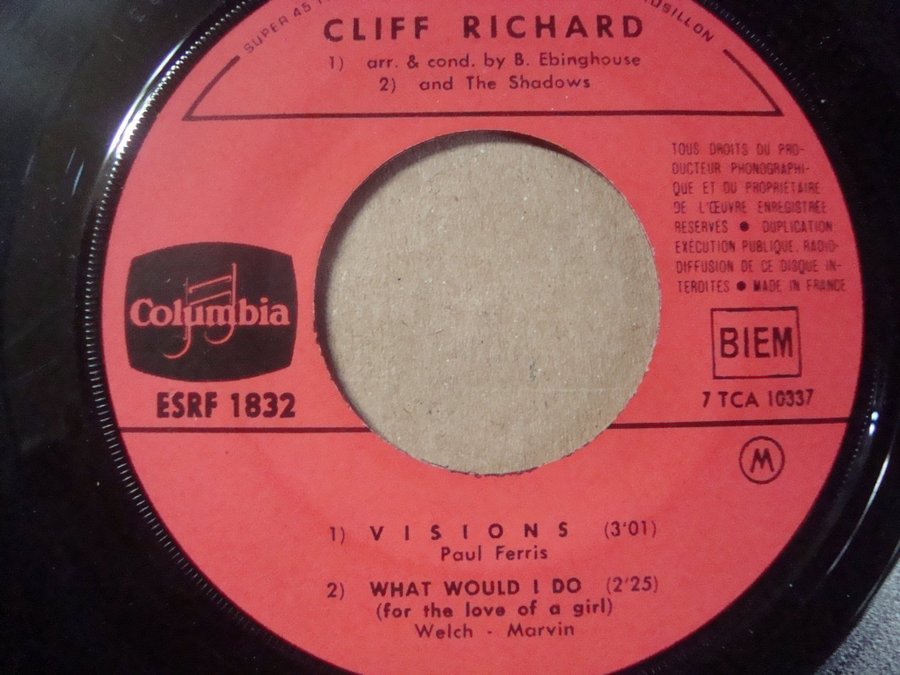 SUPER 45
CLIFF RICHARD
1) arr. & cond. by B. Ebinghouse
2) and The Shadows
TOUS DROITS DU PRO-
DUCTEUR PHONOGRAPHI-
QUE ET DU PROPRIÉTAIRE
DE L'ŒUVRE ENREGISTRÉE
RÉSERVÉS ● DUPLICATION,
EXÉCUTION PUBLIQUE, RADIO-
DIFFUSION DE CE DISQUE IN-
TERDITES ● MADE IN FRANCE
Columbia
BIEM
ESRF 1832
7 TCA 10337
M
1) VISIONS (3'01)
Paul Ferris
2) WHAT WOULD I DO (2'25)
(for the love of a girl)
Welch - Marvin